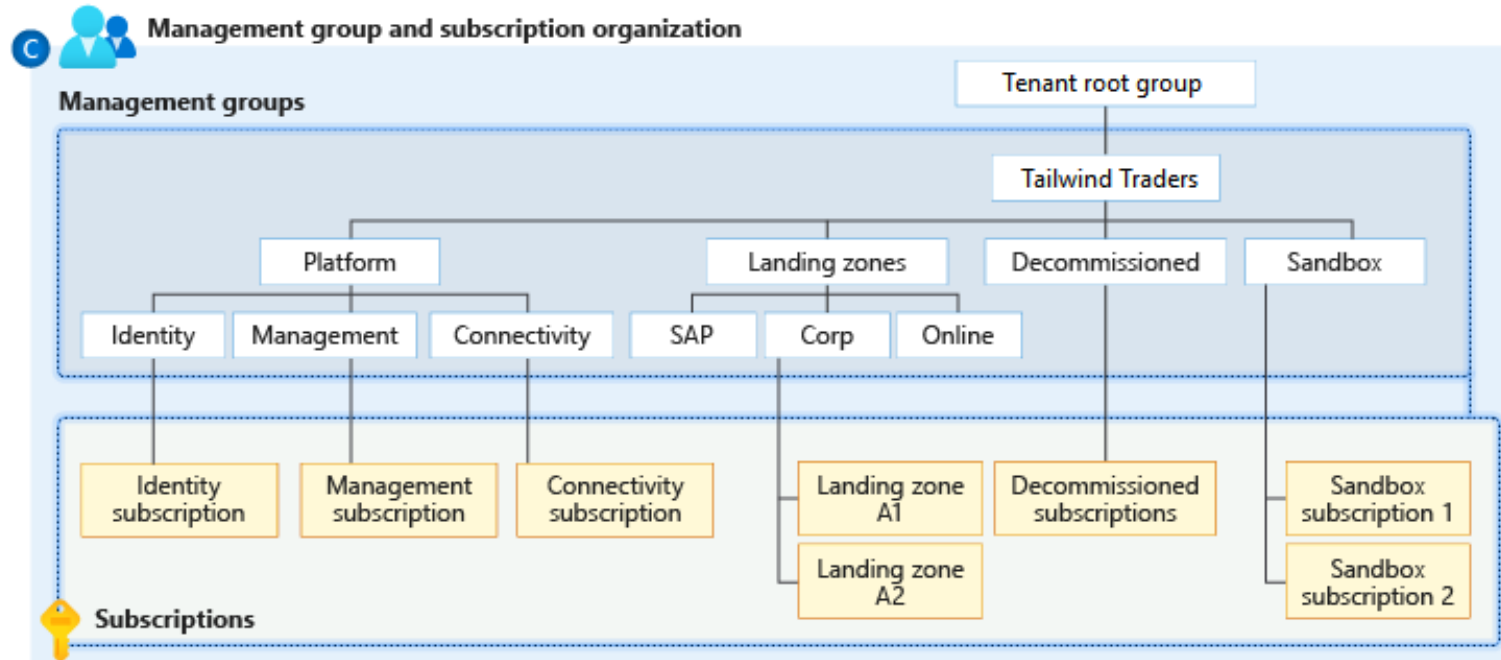 C
Management group and subscription organization
Management groups
Tenant root group
Tailwind Traders
Platform
Landing zones
Decommissioned
Sandbox
Identity
Management
Connectivity
SAP
Corp
Online
Identity
subscription
Management
subscription
Connectivity
subscription
Landing zone
A1
Decommissioned
subscriptions
Sandbox
subscription 1
Landing zone
A2
Sandbox
subscription 2
Subscriptions